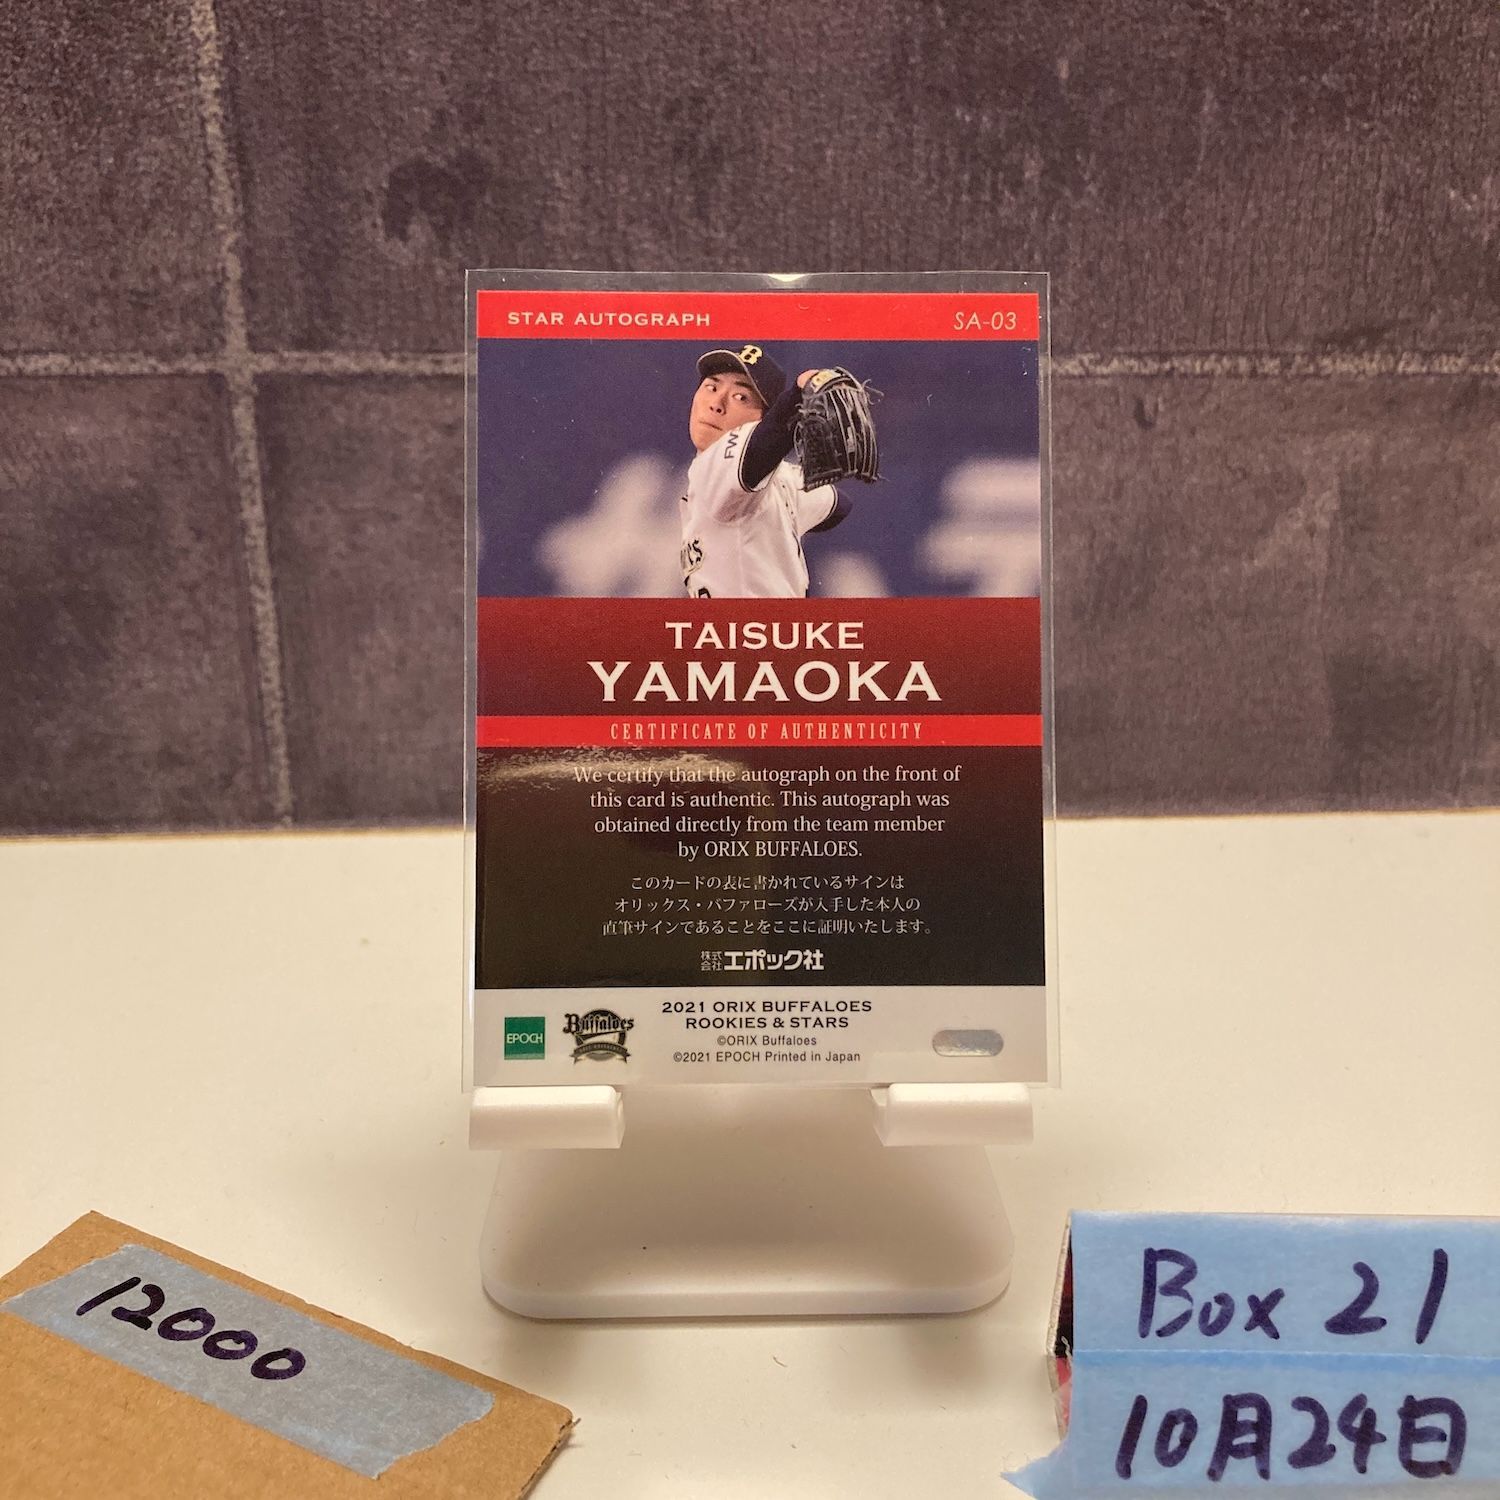 STAR AUTOGRAPH SA-03
B
FW
TAISUKE
YAMAOKA
CERTIFICATE OF AUTHENTICITY
We certify that the autograph on the front of
this card is authentic. This autograph was
obtained directly from the team member
by ORIX BUFFALOES.
このカードの表に書かれているサインは
オリックス・バファローズが入手した本人の
直筆サインであることをここに証明いたします。
株式会社エポック社
EPOCH
Buffaloes
2021 ORIX BUFFALOES
ROOKIES & STARS
©ORIX Buffaloes
©2021 EPOCH Printed in Japan
12000
Box 21
10月24日